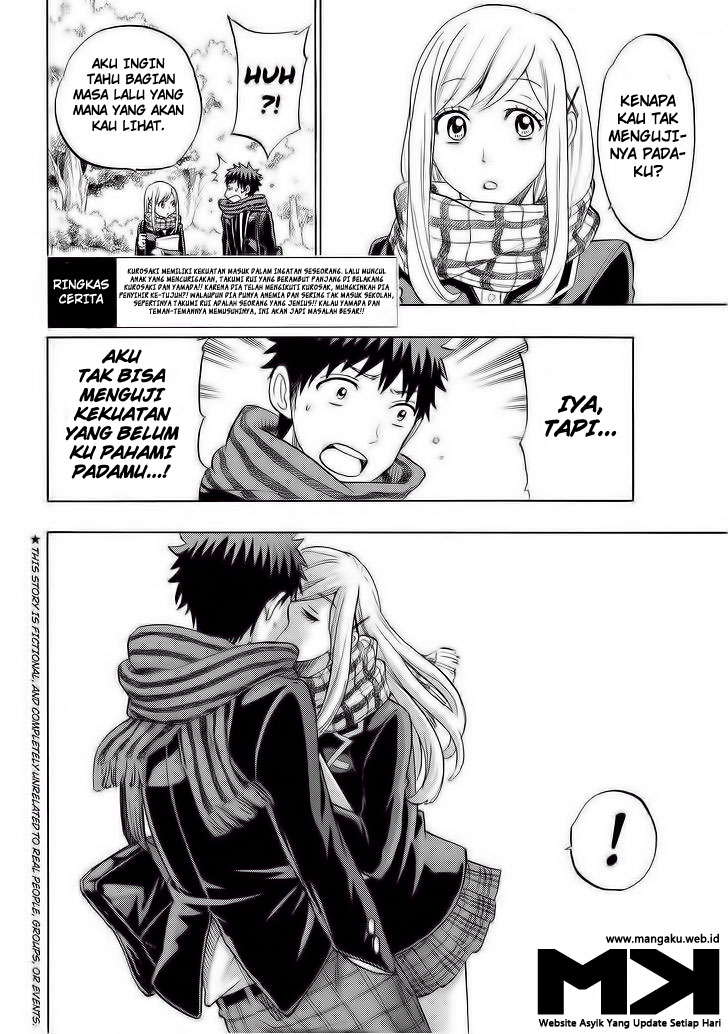 KENAPA
KAU TAK
MENGUJI-
NYA PADA-
KU?
HUH
?!
AKU INGIN
TAHU BAGIAN
MASA LALU YANG
MANA YANG AKAN
KAU LIHAT.
RINGKAS
CERITA
KUROSAKI MEMILIKI KEKUATAN MASUK DALAM INGATAN SESEORANG. LALU MUNCUL
ANAK YANG MENCURIGAKAN, TAKUMI RUI YANG BERAMBUT PANJANG DI BELAKANG
KUROSAKI DAN YAMADA!! KARENA DIA TELAH MENGIKUTI KUROSAK, MUNGKINKAH DIA
PENYIHIR KE-TUJUH?! WALAUPUN DIA PUNYA ANEMIA DAN SERING TAK MASUK SEKOLAH,
SEPERTINYA TAKUMI RUI ADALAH SEORANG YANG JENIUS!! KALAU YAMADA DAN
TEMAN-TEMANNYA MEMUSUHINYA, INI AKAN JADI MASALAH BESAR!!
IYA,
TAPI...
AKU
TAK BISA
MENGUJI
KEKUATAN
YANG BELUM
KU PAHAMI
PADAMU...!
!
★ THIS STORY IS FICTIONAL, AND COMPLETELY UNRELATED TO REAL PEOPLE, GROUPS, OR EVENTS.
www.mangaku.web.id
MK
Website Asyik Yang Update Setiap Hari